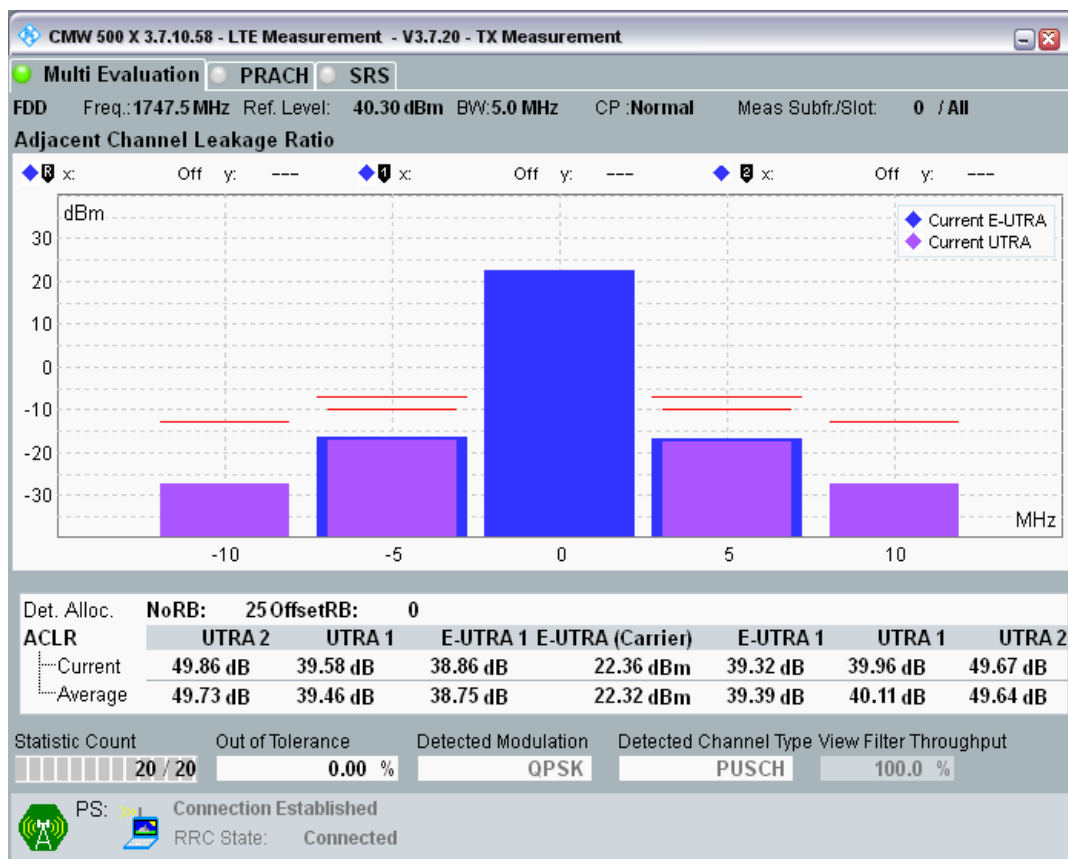 CMW 500 X 3.7.10.58 - LTE Measurement - V3.7.20 - TX Measurement
Multi Evaluation PRACH SRS
FDD Freq.: 1747.5 MHz Ref. Level: 40.30 dBm BW: 5.0 MHz CP : Normal Meas Subfr./Slot: 0 / All
Adjacent Channel Leakage Ratio
R x: Off y: --- 1 x: Off y: --- 2 x: Off y: ---
dBm
Current E-UTRA
Current UTRA
30
20
10
0
-10
-20
-30
MHz
-10 -5 0 5 10
Det. Alloc. NoRB: 25 OffsetRB: 0
ACLR UTRA 2 UTRA 1 E-UTRA 1 E-UTRA (Carrier) E-UTRA 1 UTRA 1 UTRA 2
Current 49.86 dB 39.58 dB 38.86 dB 22.36 dBm 39.32 dB 39.96 dB 49.67 dB
Average 49.73 dB 39.46 dB 38.75 dB 22.32 dBm 39.39 dB 40.11 dB 49.64 dB
Statistic Count Out of Tolerance Detected Modulation Detected Channel Type View Filter Throughput
20 / 20 0.00 % QPSK PUSCH 100.0 %
PS: Connection Established
RRC State: Connected